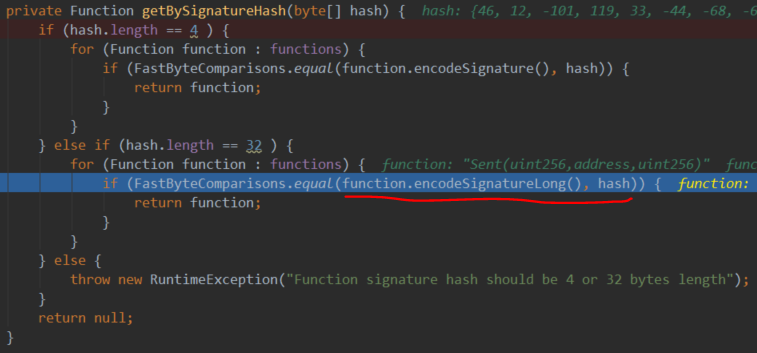 private Function getBySignatureHash(byte[] hash) {  hash: {46, 12, -101, 119, 33, -44, -68, -6
    if (hash.length == 4 ) {
        for (Function function : functions) {
            if (FastByteComparisons.equal(function.encodeSignature(), hash)) {
                return function;
            }
        }
    } else if (hash.length == 32 ) {
        for (Function function : functions) {  function: "Sent(uint256,address,uint256)"  func
            if (FastByteComparisons.equal(function.encodeSignatureLong(), hash)) {  function:
                return function;
            }
        }
    } else {
        throw new RuntimeException("Function signature hash should be 4 or 32 bytes length");
    }
    return null;
}